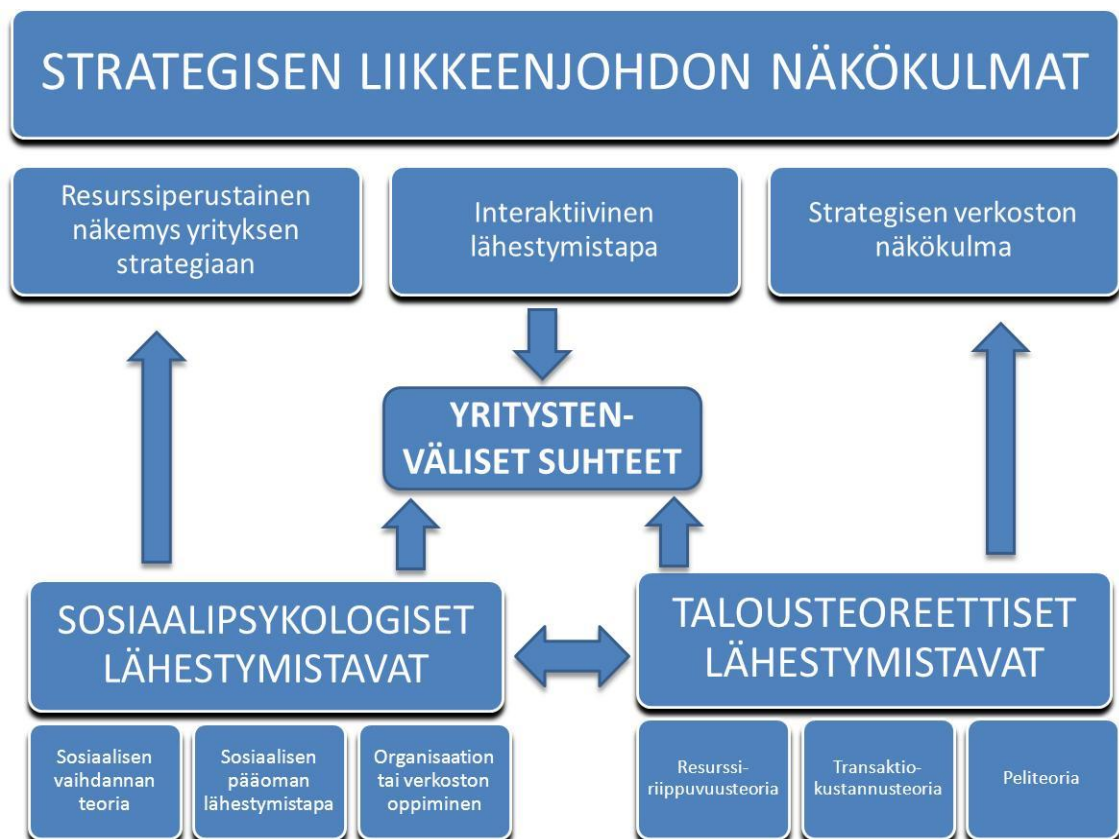 STRATEGISEN LIIKKEENJOHDON NÄKÖKULMAT
Resurssiperustainen
näkemys yrityksen
strategiaan
Interaktiivinen
lähestymistapa
Strategisen verkoston
näkökulma
YRITYSTEN-
VÄLISET SUHTEET
SOSIAALIPSYKOLOGISET
LÄHESTYMISTAVAT
TALOUSTEOREETTISET
LÄHESTYMISTAVAT
Sosiaalisen
vaihdannan
teoria
Sosiaalisen
pääoman
lähestymistapa
Organisaation
tai verkoston
oppiminen
Resurssi-
riippuvuusteoria
Transaktio-
kustannusteoria
Peliteoria